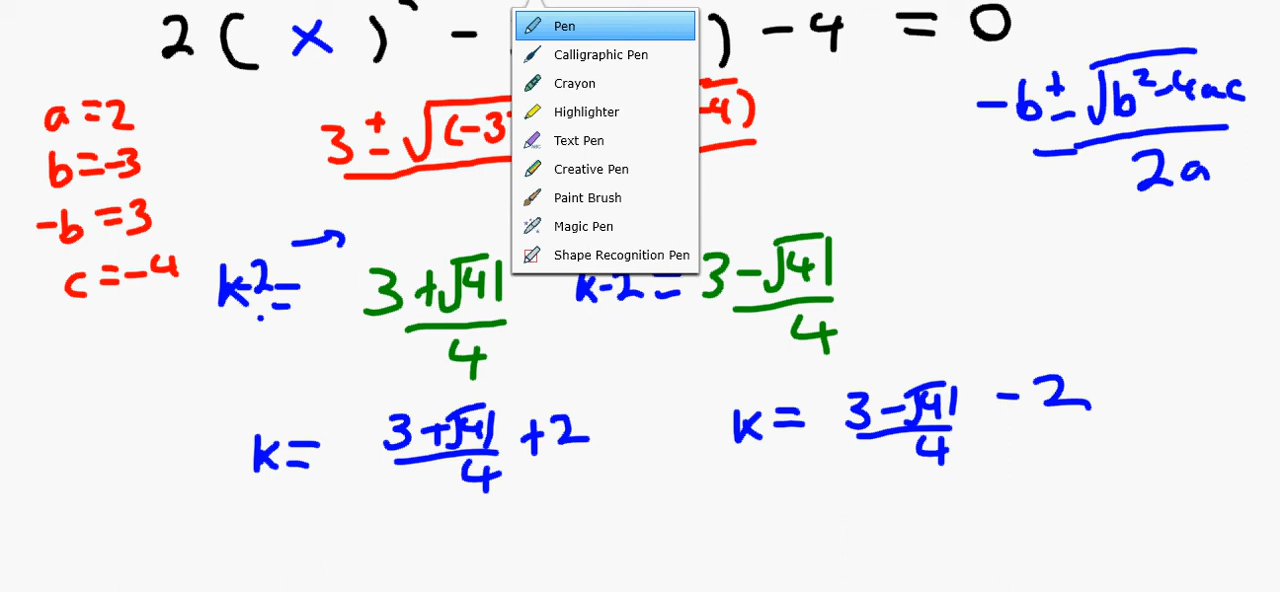 2(x)² - ) - 4 = 0
a = 2
b = -3
-b = 3
c = -4
3 ± √(-3 -4)
-b ± √b² - 4ac
2a
Pen
Calligraphic Pen
Crayon
Highlighter
Text Pen
Creative Pen
Paint Brush
Magic Pen
Shape Recognition Pen
k-2 = 3 + √41
4
k-2 = 3 - √41
4
k = 3 + √41 + 2
4
k = 3 - √41 - 2
4